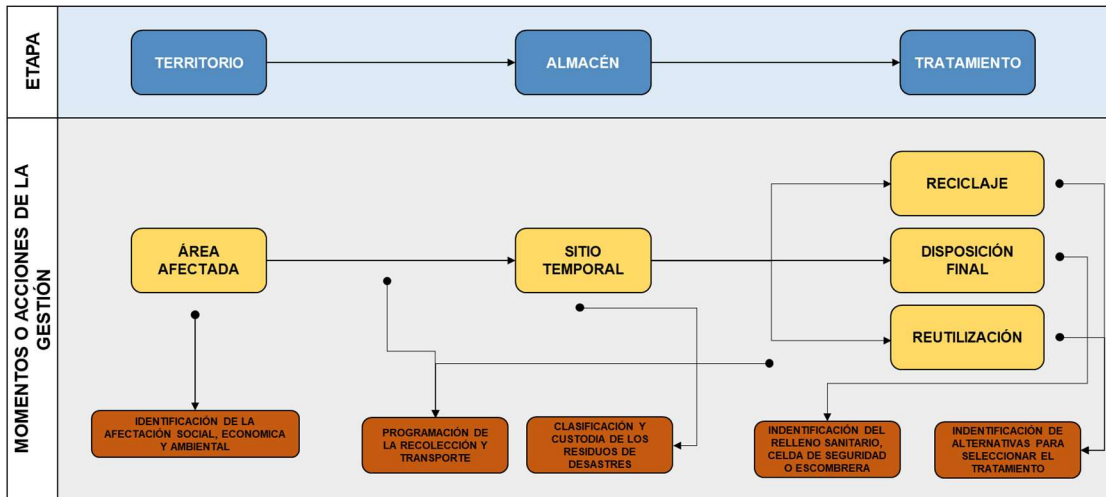 ETAPA
TERRITORIO
ALMACÉN
TRATAMIENTO
MOMENTOS O ACCIONES DE LA
GESTIÓN
RECICLAJE
ÁREA
AFECTADA
SITIO
TEMPORAL
DISPOSICIÓN
FINAL
REUTILIZACIÓN
IDENTIFICACIÓN DE LA
AFECTACIÓN SOCIAL, ECONOMICA
Y AMBIENTAL
PROGRAMACIÓN DE
LA RECOLECCIÓN Y
TRANSPORTE
CLASIFICACIÓN Y
CUSTODIA DE LOS
RESIDUOS DE
DESASTRES
INDENTIFICACIÓN DEL
RELLENO SANITARIO,
CELDA DE SEGURIDAD
O ESCOMBRERA
INDENTIFICACIÓN DE
ALTERNATIVAS PARA
SELECCIONAR EL
TRATAMIENTO